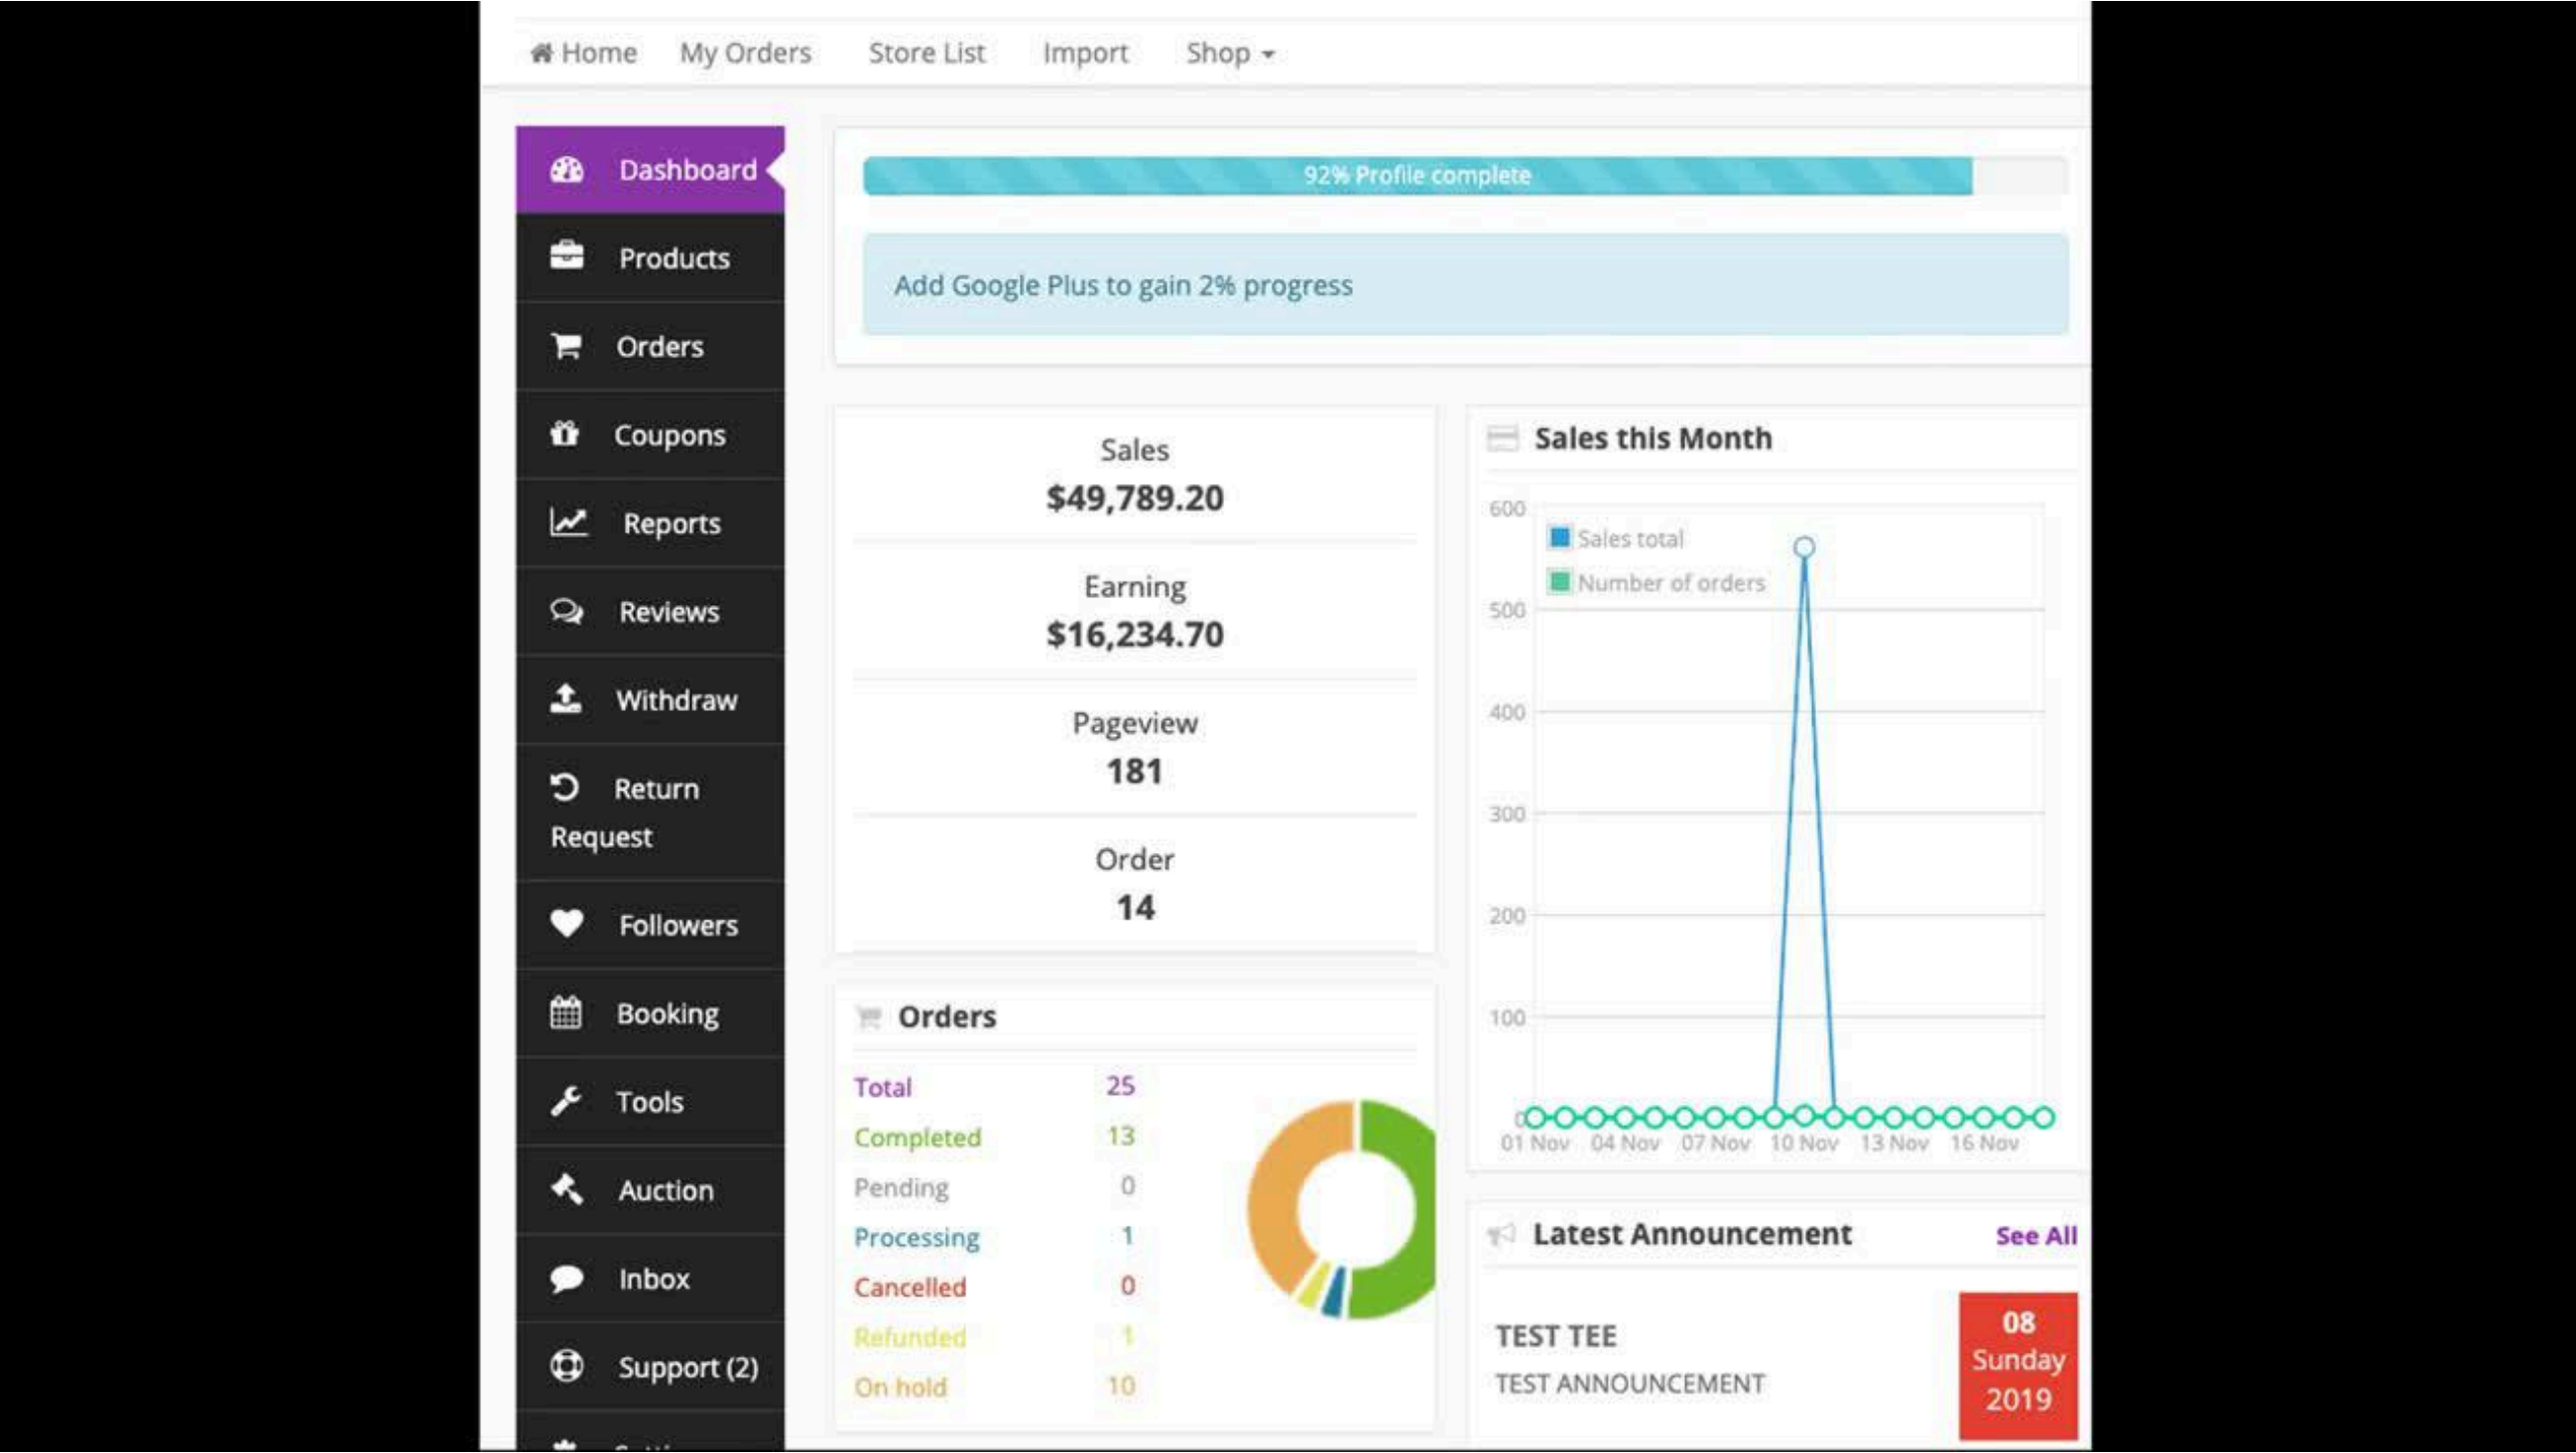 Home My Orders Store List Import Shop
Dashboard
Products
Orders
Coupons
Reports
Reviews
Withdraw
Return
Request
Followers
Booking
Tools
Auction
Inbox
Support (2)
92% Profile complete
Add Google Plus to gain 2% progress
Sales
$49,789.20
Earning
$16,234.70
Pageview
181
Order
14
Orders
Total 25
Completed 13
Pending 0
Processing 1
Cancelled 0
Refunded 1
On hold 10
Sales this Month
Sales total
Number of orders
600
500
400
300
200
100
0
01 Nov 04 Nov 07 Nov 10 Nov 13 Nov 16 Nov
Latest Announcement See All
TEST TEE
TEST ANNOUNCEMENT
08
Sunday
2019